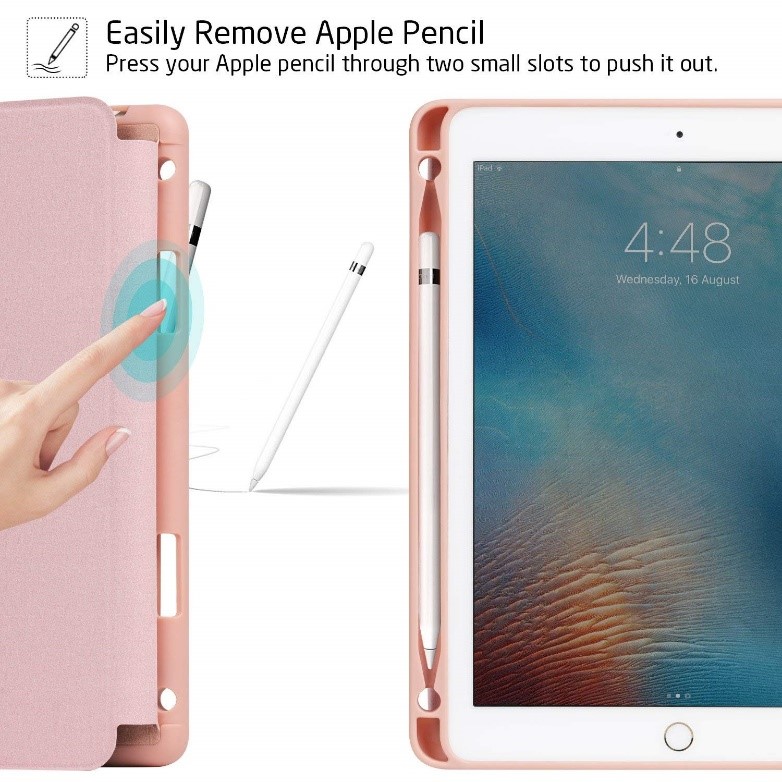 Easily Remove Apple Pencil
Press your Apple pencil through two small slots to push it out.
iPad
4:48
Wednesday, 16 August